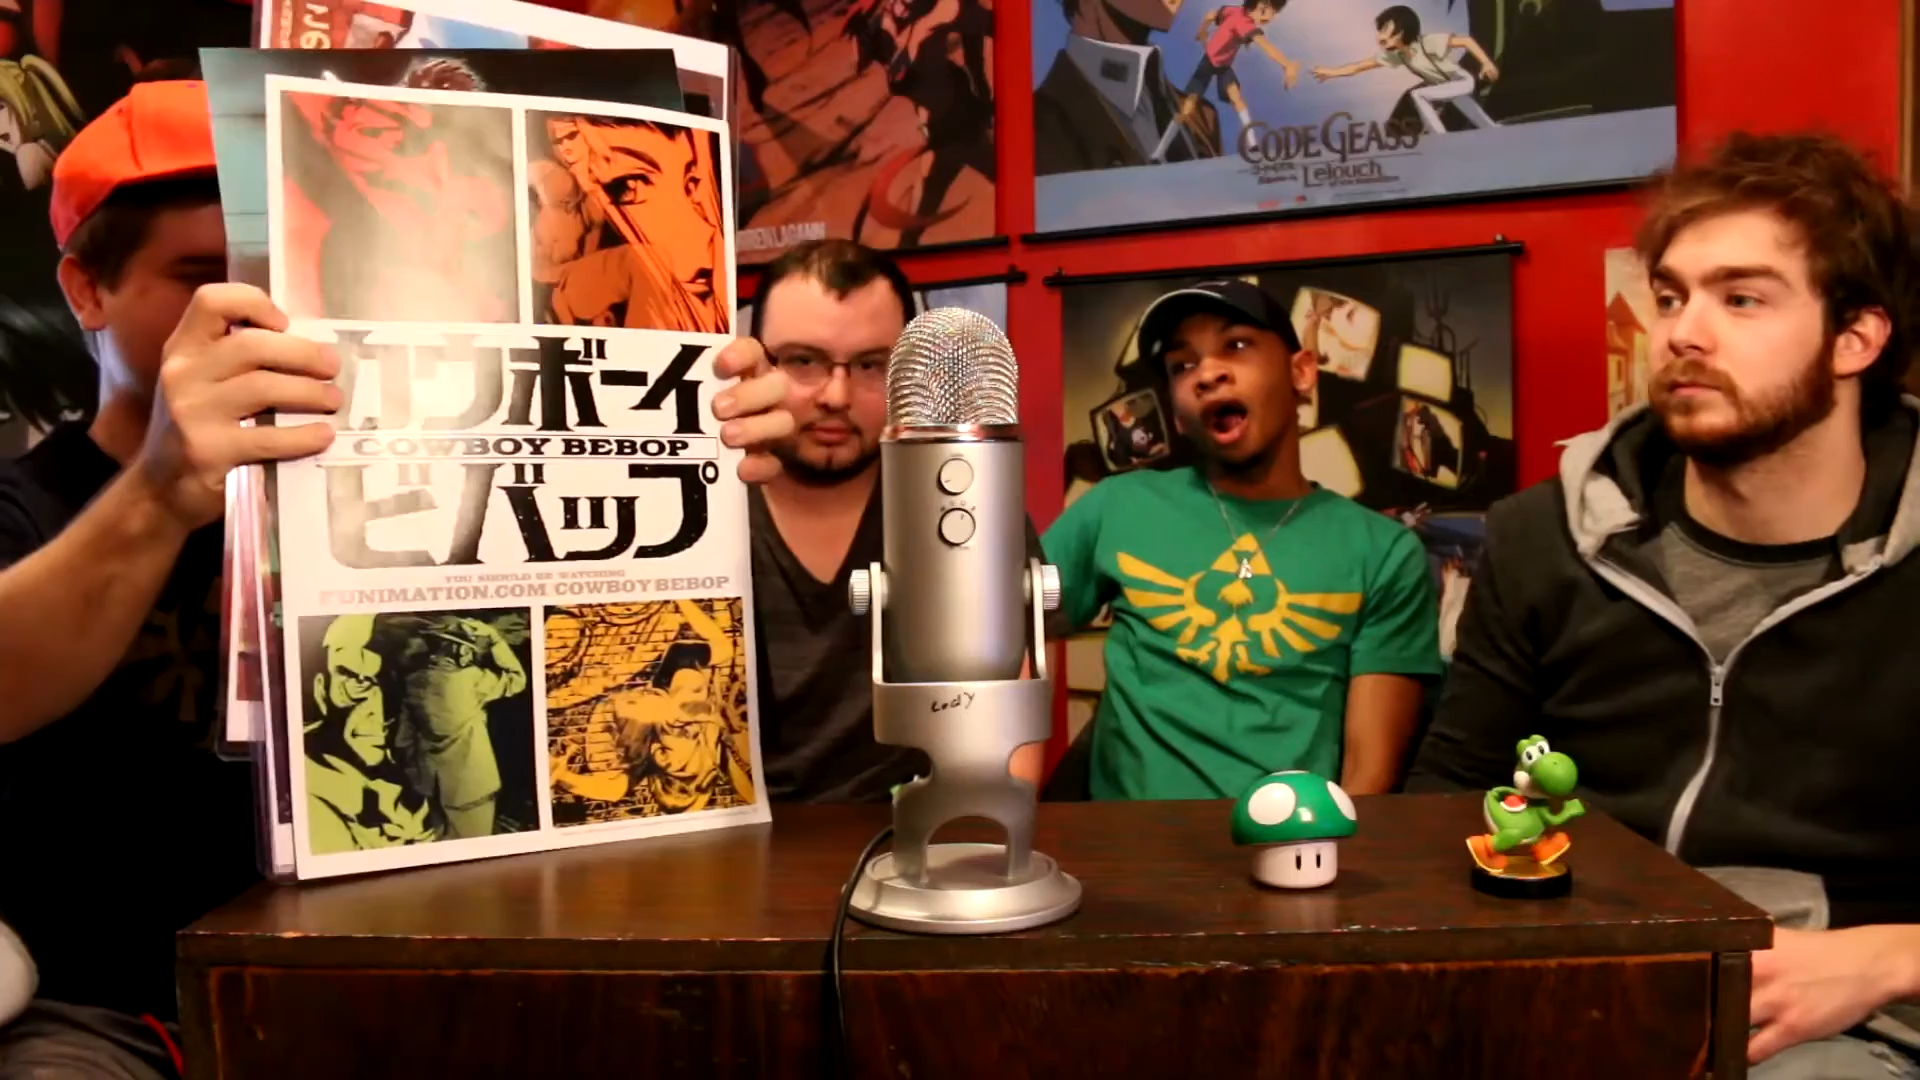 CODE GEASS
Lelouch
カウボーイ
COWBOY BEBOP
ビバップ
YOU SHOULD BE WATCHING
FUNIMATION.COM COWBOYBEBOP